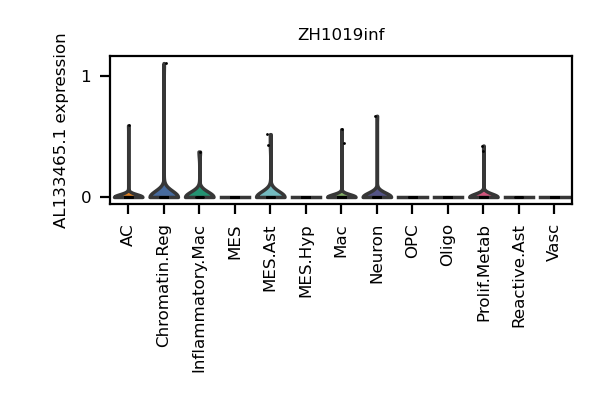 ZH1019inf
AL133465.1 expression
1
0
AC
Chromatin.Reg
Inflammatory.Mac
MES
MES.Ast
MES.Hyp
Mac
Neuron
OPC
Oligo
Prolif.Metab
Reactive.Ast
Vasc